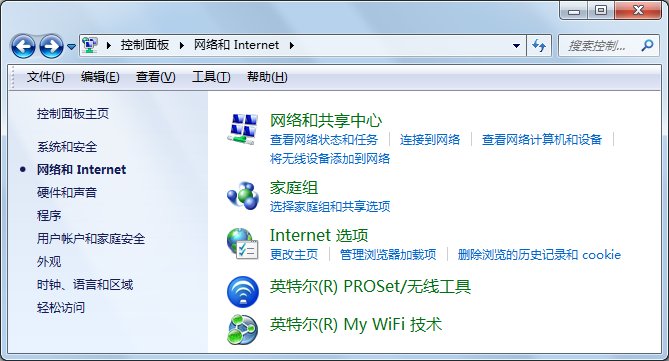 控制面板 网络和 Internet 搜索控制...
文件(F) 编辑(E) 查看(V) 工具(T) 帮助(H)
控制面板主页
系统和安全
网络和 Internet
硬件和声音
程序
用户帐户和家庭安全
外观
时钟、语言和区域
轻松访问
网络和共享中心
查看网络状态和任务 连接到网络 查看网络计算机和设备
将无线设备添加到网络
家庭组
选择家庭组和共享选项
Internet 选项
更改主页 管理浏览器加载项 删除浏览的历史记录和 cookie
英特尔(R) PROSet/无线工具
英特尔(R) My WiFi 技术